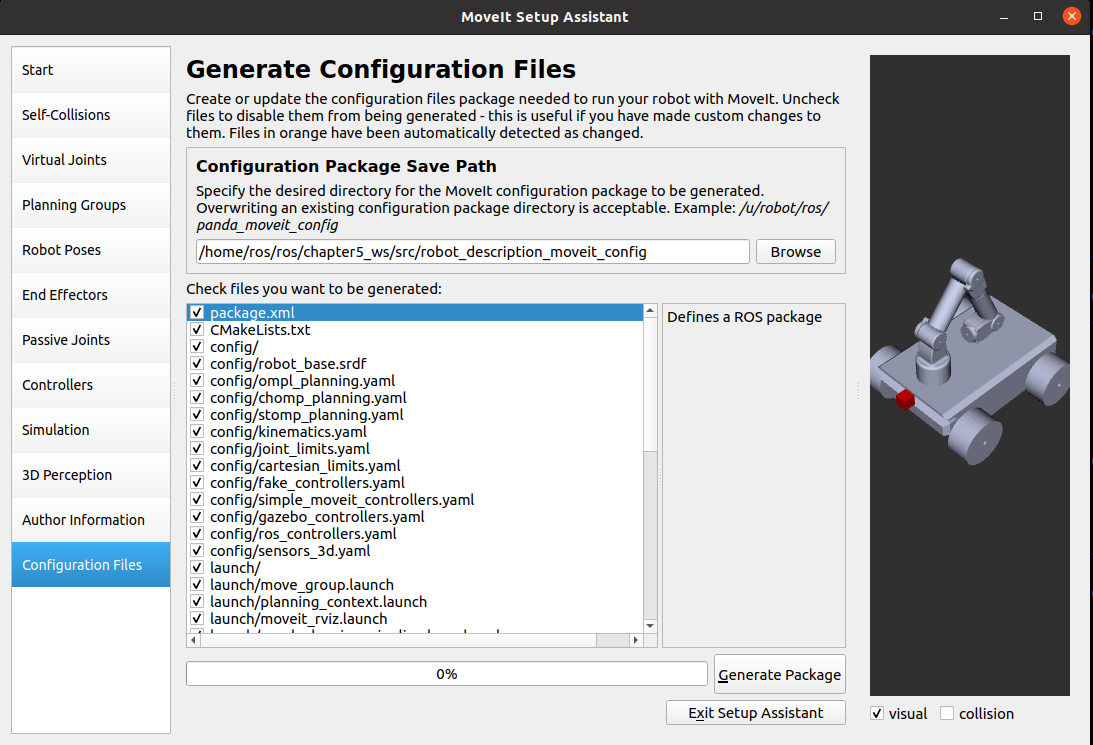 MoveIt Setup Assistant
Start
Self-Collisions
Virtual Joints
Planning Groups
Robot Poses
End Effectors
Passive Joints
Controllers
Simulation
3D Perception
Author Information
Configuration Files
Generate Configuration Files
Create or update the configuration files package needed to run your robot with MoveIt. Uncheck
files to disable them from being generated - this is useful if you have made custom changes to
them. Files in orange have been automatically detected as changed.
Configuration Package Save Path
Specify the desired directory for the MoveIt configuration package to be generated.
Overwriting an existing configuration package directory is acceptable. Example: /u/robot/ros/
panda_moveit_config
/home/ros/ros/chapter5_ws/src/robot_description_moveit_config
Browse
Check files you want to be generated:
package.xml
CMakeLists.txt
config/
config/robot_base.srdf
config/ompl_planning.yaml
config/chomp_planning.yaml
config/stomp_planning.yaml
config/kinematics.yaml
config/joint_limits.yaml
config/cartesian_limits.yaml
config/fake_controllers.yaml
config/simple_moveit_controllers.yaml
config/gazebo_controllers.yaml
config/ros_controllers.yaml
config/sensors_3d.yaml
launch/
launch/move_group.launch
launch/planning_context.launch
launch/moveit_rviz.launch
Defines a ROS package
0%
Generate Package
Exit Setup Assistant
visual
collision